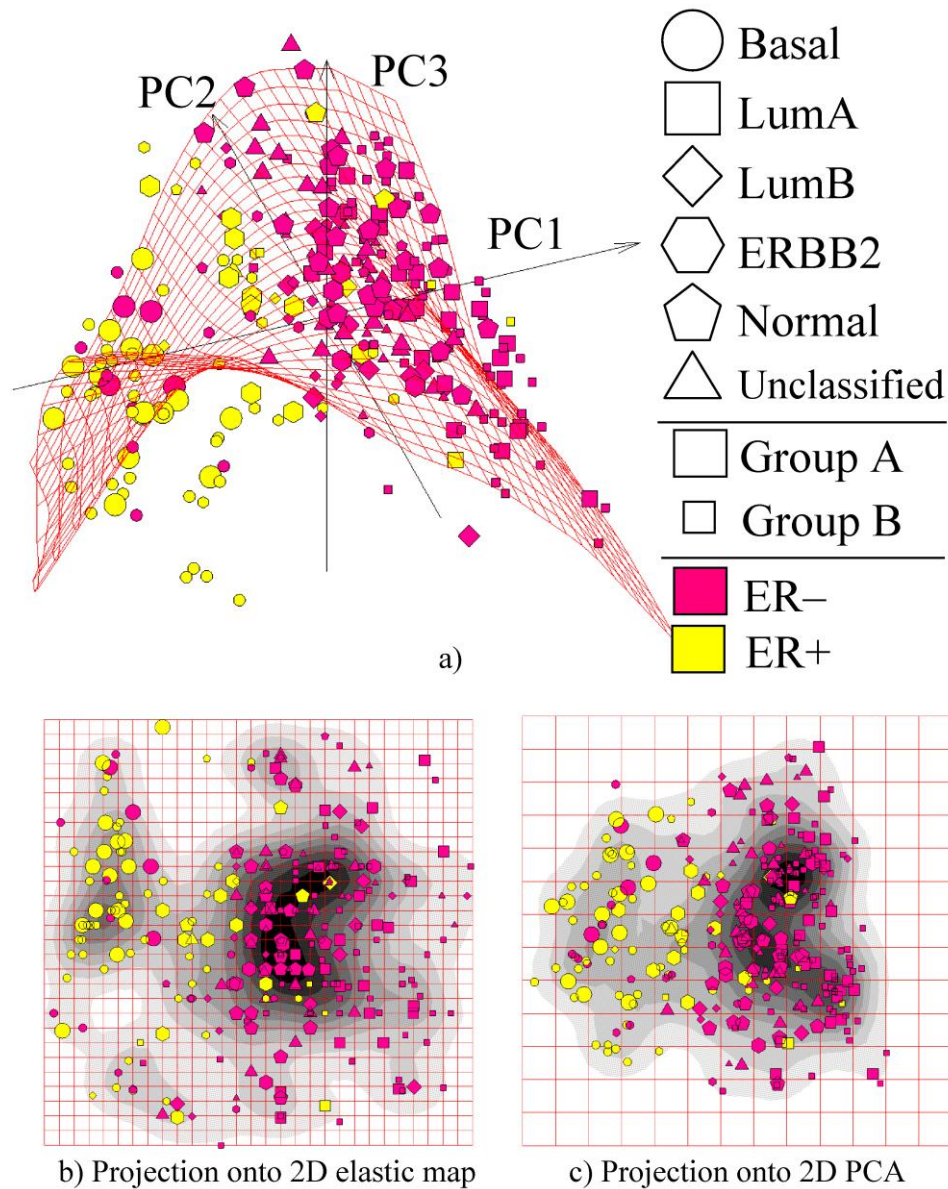 PC3
PC2
PC1
Basal
LumA
LumB
ERBB2
Normal
Unclassified
Group A
Group B
ER–
ER+
a)
b) Projection onto 2D elastic map
c) Projection onto 2D PCA